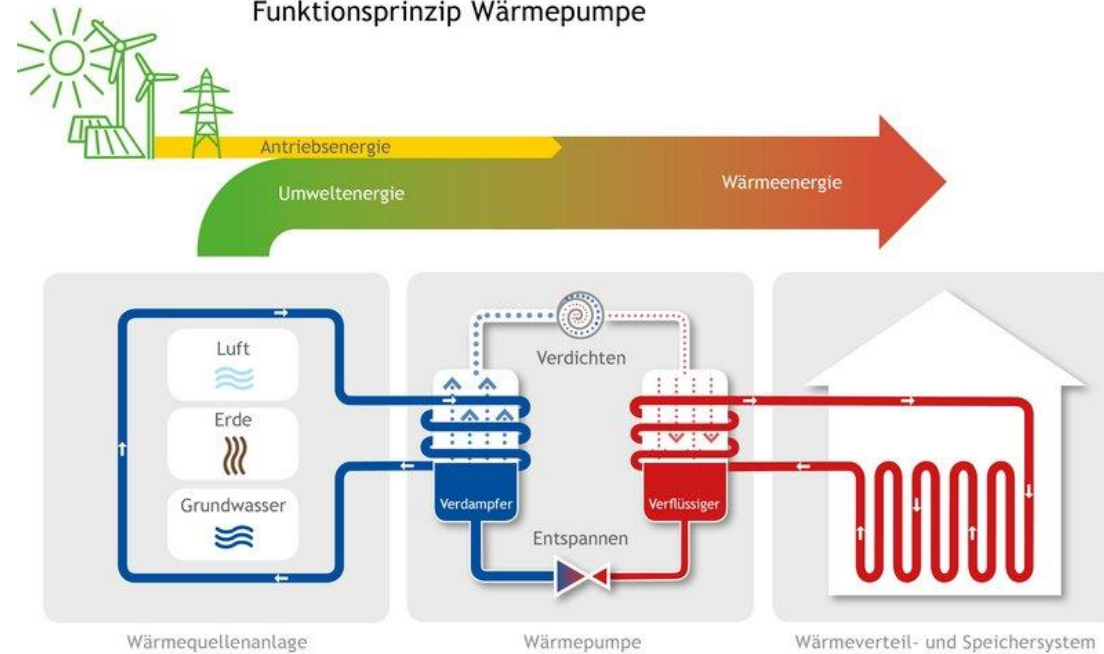 Funktionsprinzip Wärmepumpe
Antriebsenergie
Umweltenergie
Wärmeenergie
Luft
Erde
Grundwasser
Verdichten
Verdampfer
Verflüssiger
Entspannen
Wärmequellenanlage
Wärmepumpe
Wärmeverteil- und Speichersystem